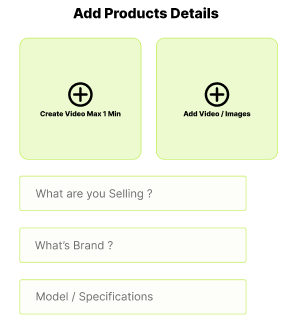 Add Products Details
Create Video Max 1 Min
Add Video / Images
What are you Selling ?
What's Brand ?
Model / Specifications